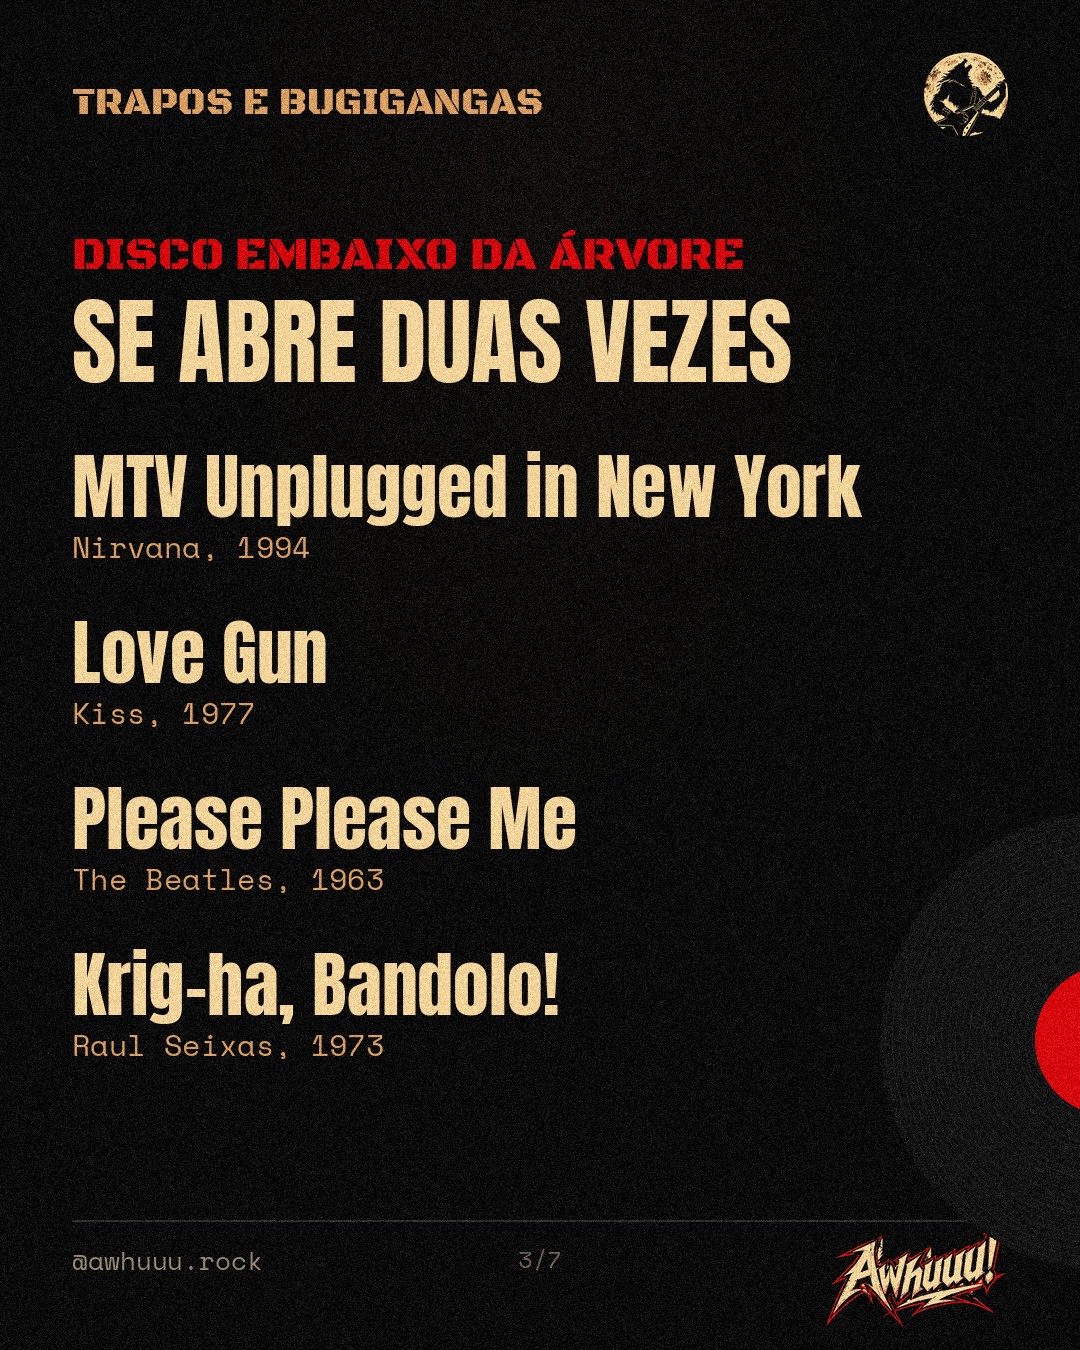 TRAPOS E BUGIGANGAS
DISCO EMBAIXO DA ÁRVORE
SE ABRE DUAS VEZES
MTV Unplugged in New York
Nirvana, 1994
Love Gun
Kiss, 1977
Please Please Me
The Beatles, 1963
Krig-ha, Bandolo!
Raul Seixas, 1973
@awhuuu.rock
3/7
Awhuuu!